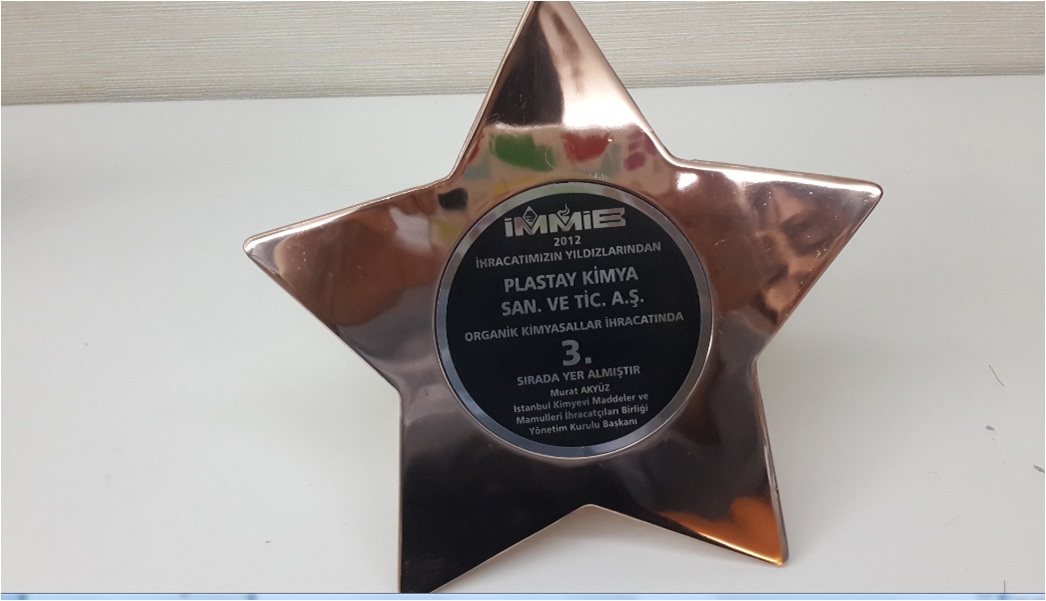 İMMİB
2012
İHRACATIMIZIN YILDIZLARINDAN
PLASTAY KİMYA
SAN. VE TİC. A.Ş.
ORGANİK KİMYASALLAR İHRACATINDA
3.
SIRADA YER ALMIŞTIR
Murat AKYÜZ
İstanbul Kimyevi Maddeler ve
Mamulleri İhracatçıları Birliği
Yönetim Kurulu Başkanı